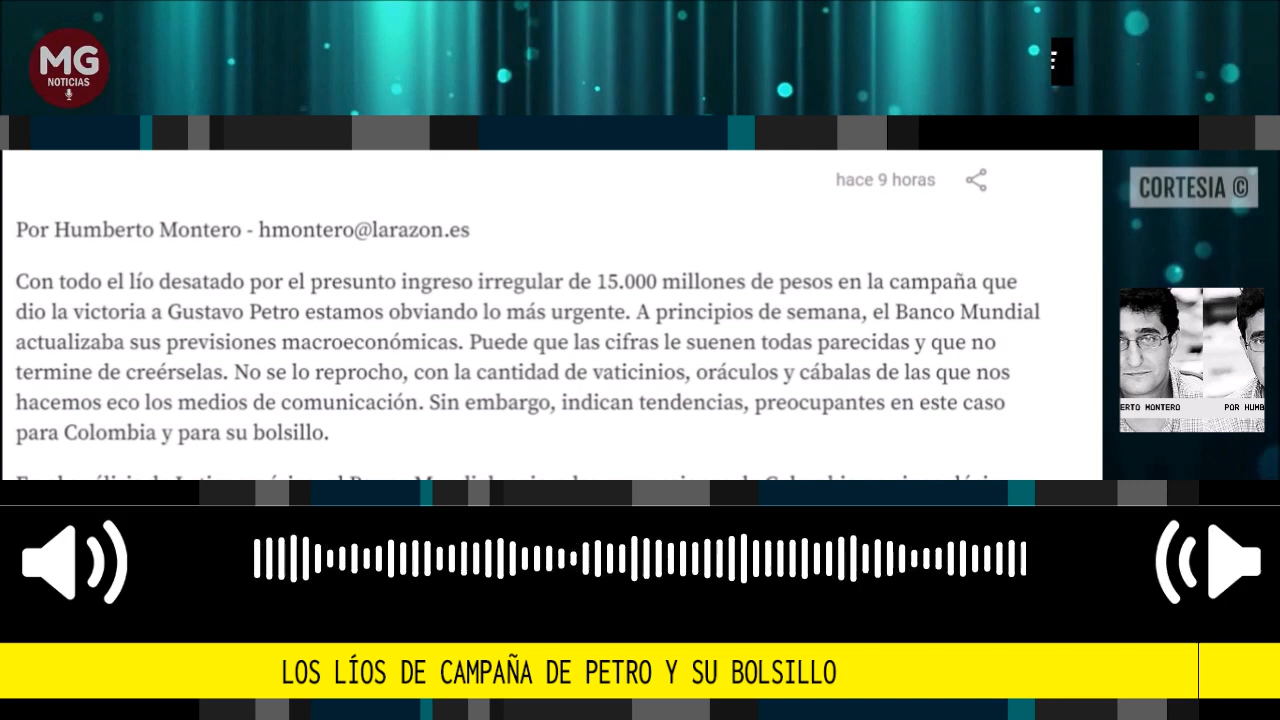 MG
NOTICIAS
hace 9 horas
CORTESIA ©
Por Humberto Montero - hmontero@larazon.es
Con todo el lío desatado por el presunto ingreso irregular de 15.000 millones de pesos en la campaña que
dio la victoria a Gustavo Petro estamos obviando lo más urgente. A principios de semana, el Banco Mundial
actualizaba sus previsiones macroeconómicas. Puede que las cifras le suenen todas parecidas y que no
termine de creérselas. No se lo reprocho, con la cantidad de vaticinios, oráculos y cábalas de las que nos
hacemos eco los medios de comunicación. Sin embargo, indican tendencias, preocupantes en este caso
para Colombia y para su bolsillo.
ERTO MONTERO POR HUMB
LOS LÍOS DE CAMPAÑA DE PETRO Y SU BOLSILLO